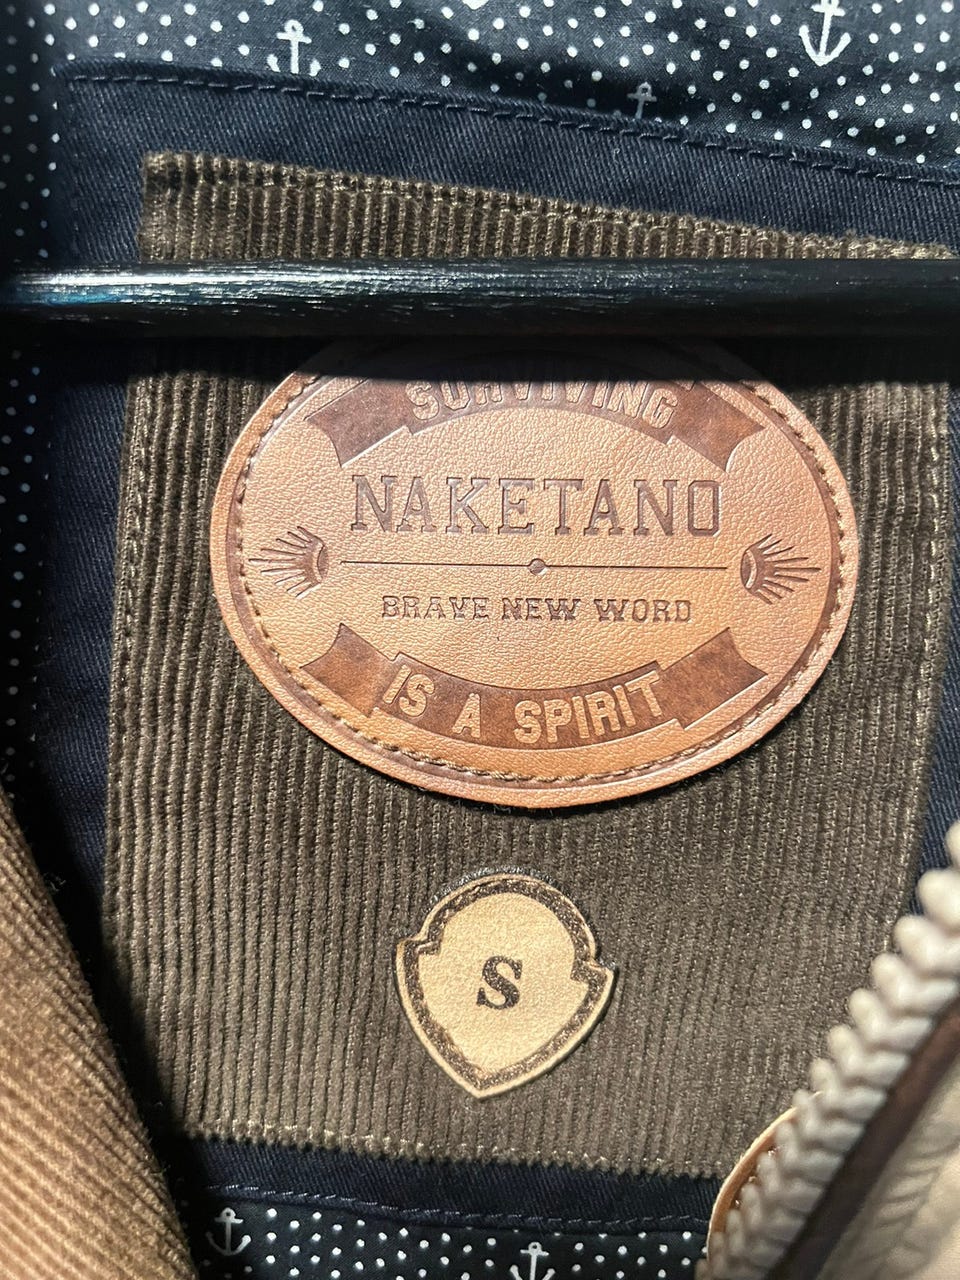 SURVIVING
NAKETANO
BRAVE NEW WORD
IS A SPIRIT
S